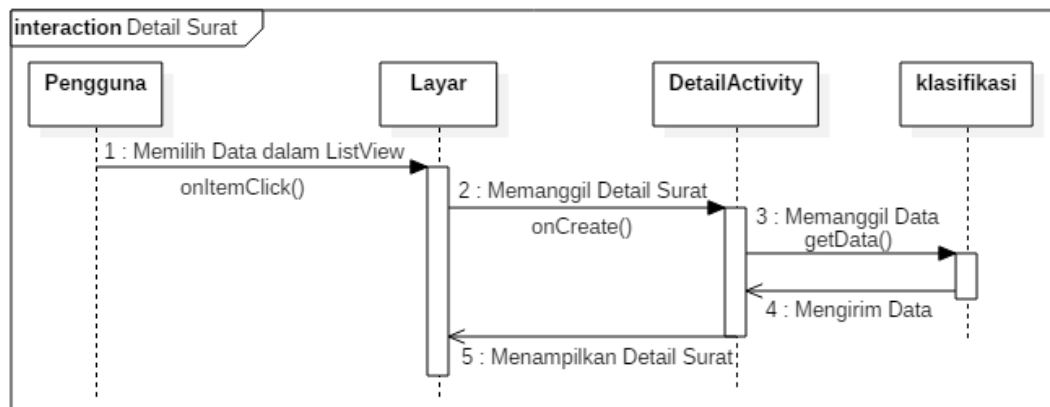 interaction Detail Surat
Pengguna
Layar
DetailActivity
klasifikasi
1 : Memilih Data dalam ListView
onItemClick()
2 : Memanggil Detail Surat
onCreate()
3 : Memanggil Data
getData()
4 : Mengirim Data
5 : Menampilkan Detail Surat